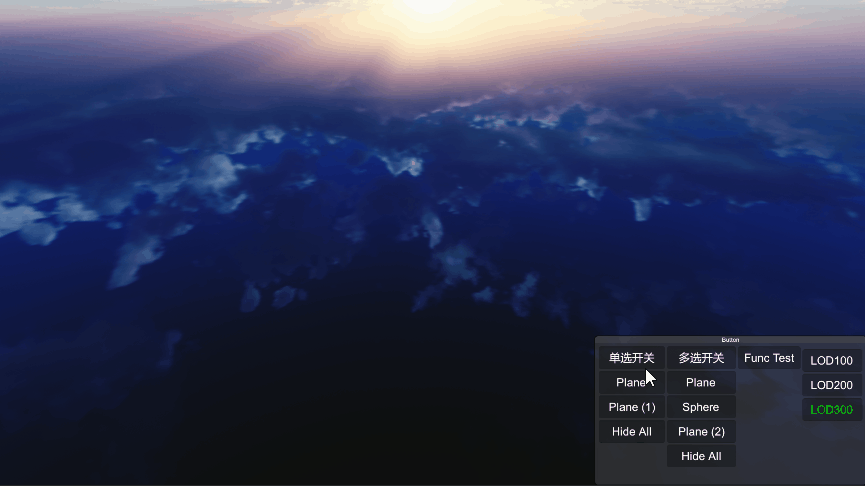 Button
单选开关 多选开关 Func Test LOD100
Plane Plane LOD200
Plane (1) Sphere LOD300
Hide All Plane (2)
Hide All